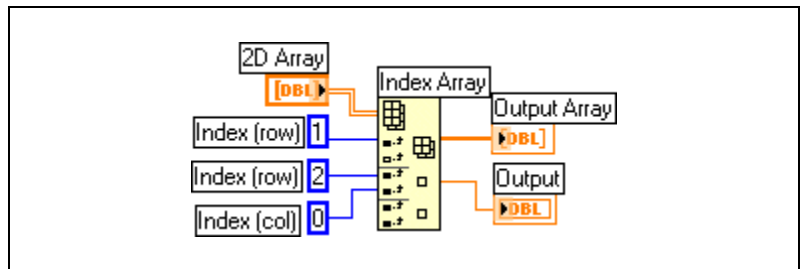 2D Array
[DBL]
Index Array
Index (row) 1
Output Array
DBL]
Index (row) 2
Output
DBL
Index (col) 0